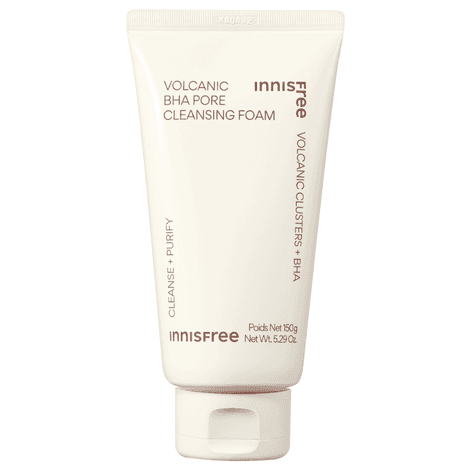 VOLCANIC
BHA PORE
CLEANSING FOAM
INNISFree
VOLCANIC CLUSTERS + BHA
CLEANSE + PURIFY
Poids Net 150g
Net Wt. 5.29 Oz.
INNISFree